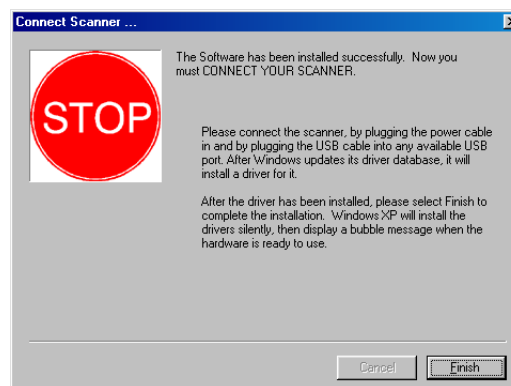 Connect Scanner ...
STOP
The Software has been installed successfully. Now you
must CONNECT YOUR SCANNER.
Please connect the scanner, by plugging the power cable
in and by plugging the USB cable into any available USB
port. After Windows updates its driver database, it will
install a driver for it.
After the driver has been installed, please select Finish to
complete the installation. Windows XP will install the
drivers silently, then display a bubble message when the
hardware is ready to use.
Cancel
Finish